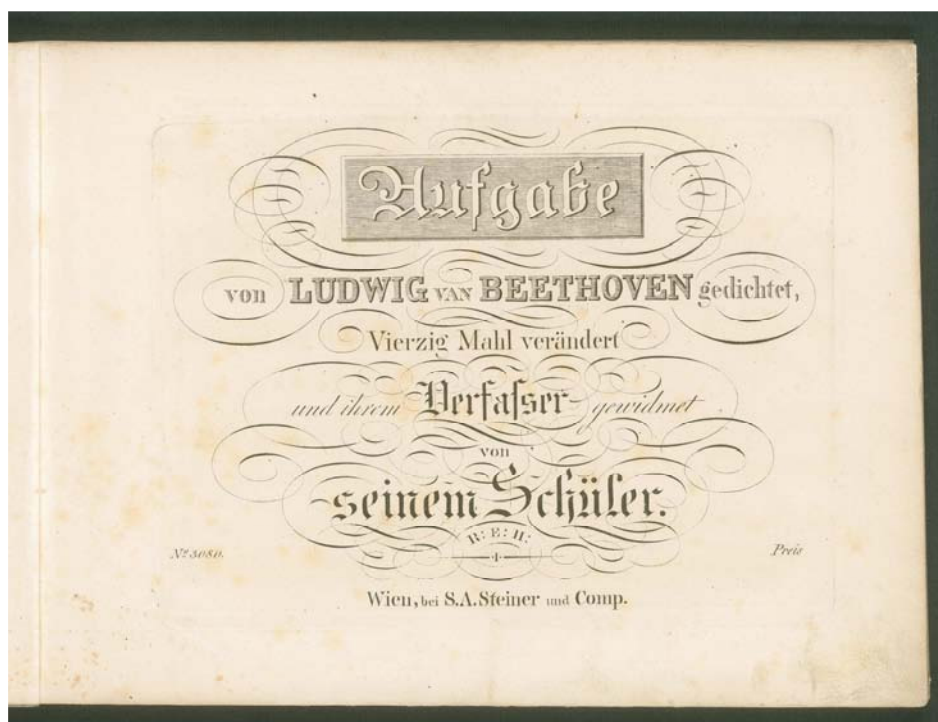 Aufgabe
von LUDWIG VAN BEETHOVEN gedichtet,
Vierzig Mahl verändert
und ihrem Verfaſser gewidmet
von
seinem Schüler.
R: E: H:
Nº 3080. Preis
Wien, bei S.A. Steiner und Comp.